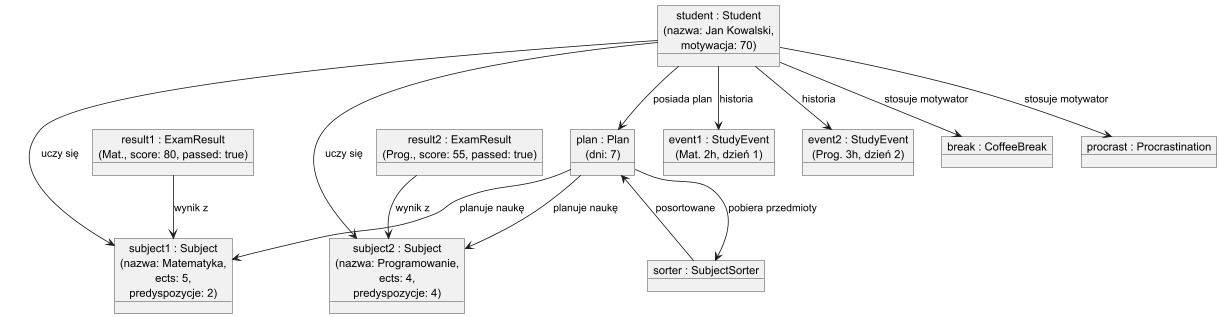 student : Student
(nazwa: Jan Kowalski,
motywacja: 70)
posiada plan
historia
historia
stosuje motywator
stosuje motywator
uczy się
result1 : ExamResult
(Mat., score: 80, passed: true)
uczy się
result2 : ExamResult
(Prog., score: 55, passed: true)
plan : Plan
(dni: 7)
event1 : StudyEvent
(Mat. 2h, dzień 1)
event2 : StudyEvent
(Prog. 3h, dzień 2)
break : CoffeeBreak
procrast : Procrastination
wynik z
wynik z
planuje naukę
planuje naukę
posortowane
pobiera przedmioty
subject1 : Subject
(nazwa: Matematyka,
ects: 5,
predyspozycje: 2)
subject2 : Subject
(nazwa: Programowanie,
ects: 4,
predyspozycje: 4)
sorter : SubjectSorter